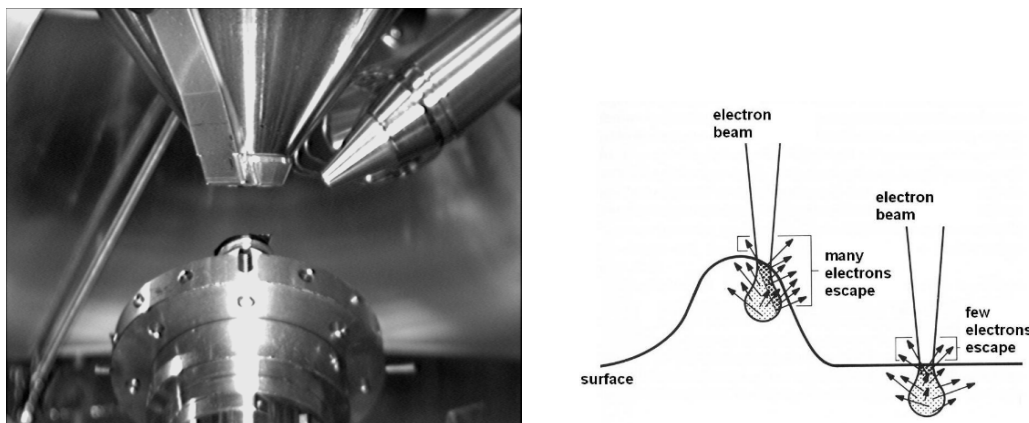 electron
beam
electron
beam
many
electrons
escape
few
electrons
escape
surface